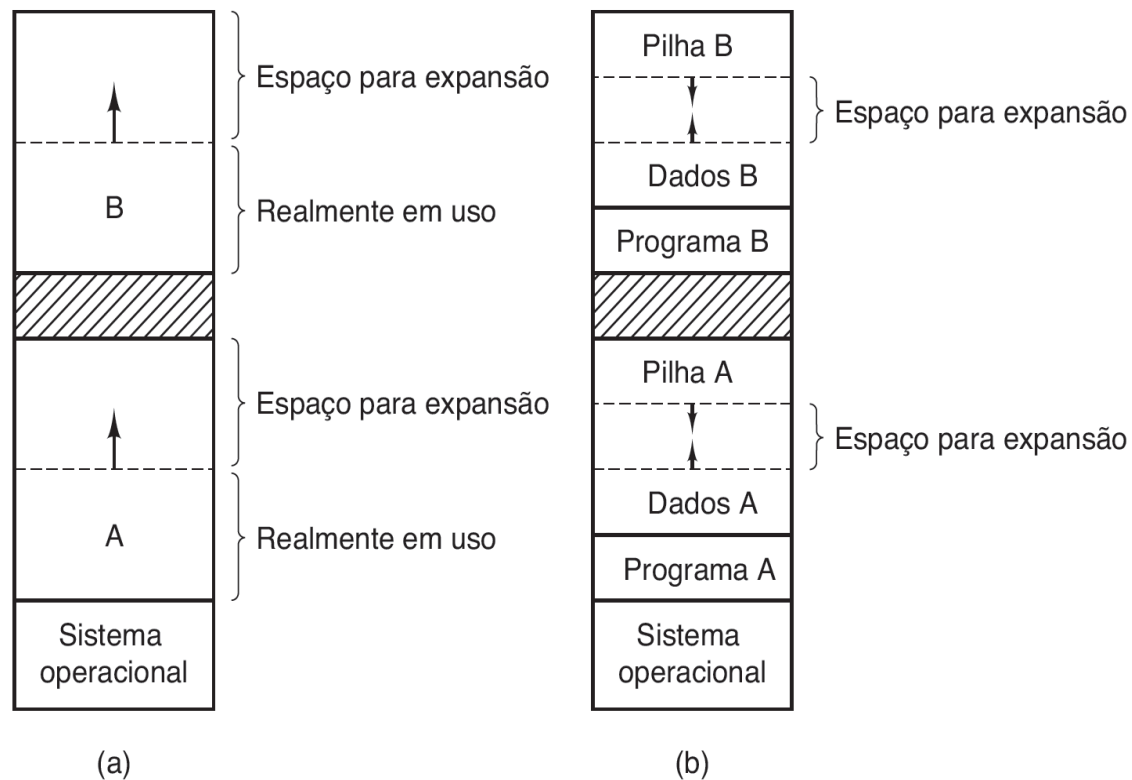 Espaço para expansão
B
Realmente em uso
Espaço para expansão
A
Realmente em uso
Sistema
operacional
(a)
Pilha B
Espaço para expansão
Dados B
Programa B
Pilha A
Espaço para expansão
Dados A
Programa A
Sistema
operacional
(b)